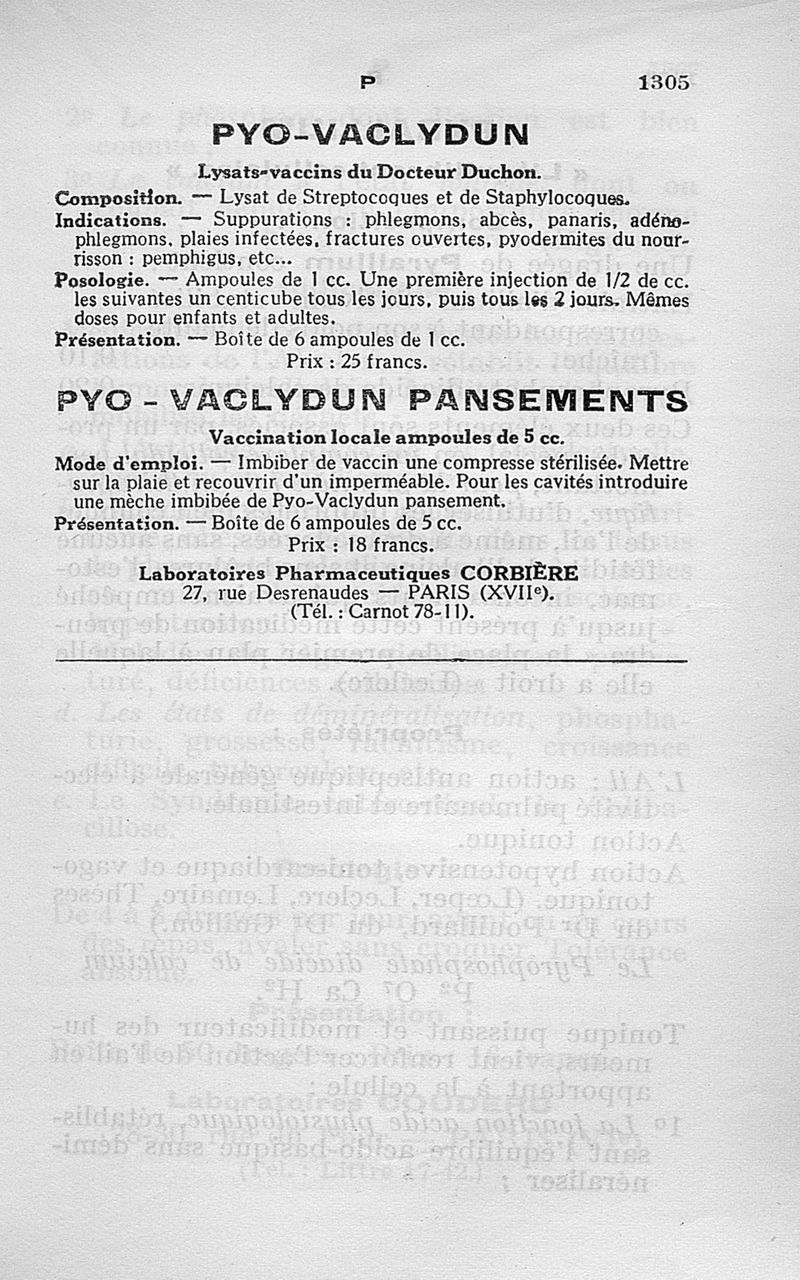 P 1305
PYO-VACLYDUN
Lysats-vaccins du Docteur Duchon.
Composition. — Lysat de Streptocoques et de Staphylocoques.
Indications. — Suppurations : phlegmons, abcès, panaris, adéno-
phlegmons, plaies infectées, fractures ouvertes, pyodermites du nour-
risson : pemphigus, etc...
Posologie. — Ampoules de 1 cc. Une première injection de 1/2 de cc.
les suivantes un centicube tous les jours, puis tous les 2 jours. Mêmes
doses pour enfants et adultes.
Présentation. — Boîte de 6 ampoules de 1 cc.
Prix : 25 francs.
PYO - VACLYDUN PANSEMENTS
Vaccination locale ampoules de 5 cc.
Mode d'emploi. — Imbiber de vaccin une compresse stérilisée. Mettre
sur la plaie et recouvrir d'un imperméable. Pour les cavités introduire
une mèche imbibée de Pyo-Vaclydun pansement.
Présentation. — Boîte de 6 ampoules de 5 cc.
Prix : 18 francs.
Laboratoires Pharmaceutiques CORBIÈRE
27, rue Desrenaudes — PARIS (XVIIe).
(Tél. : Carnot 78-11).